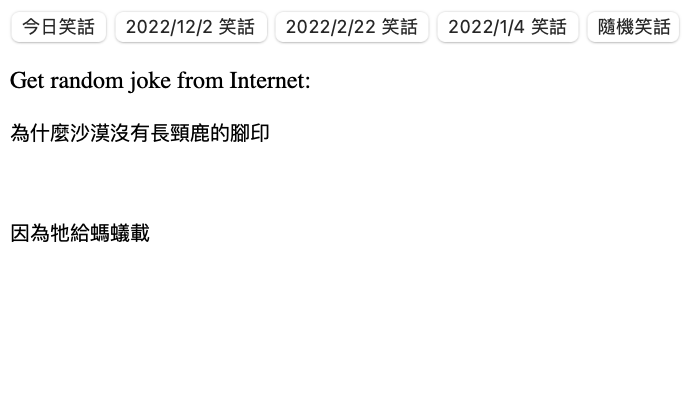 今日笑話 2022/12/2 笑話 2022/2/22 笑話 2022/1/4 笑話 隨機笑話
Get random joke from Internet:
為什麼沙漠沒有長頸鹿的腳印
因為牠給螞蟻載